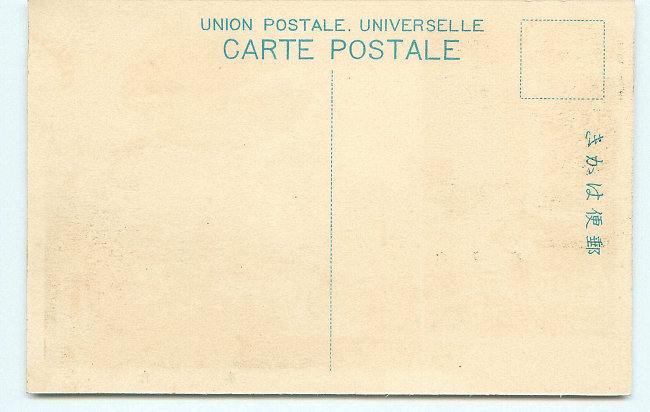 UNION POSTALE. UNIVERSELLE
CARTE POSTALE
郵便はかき